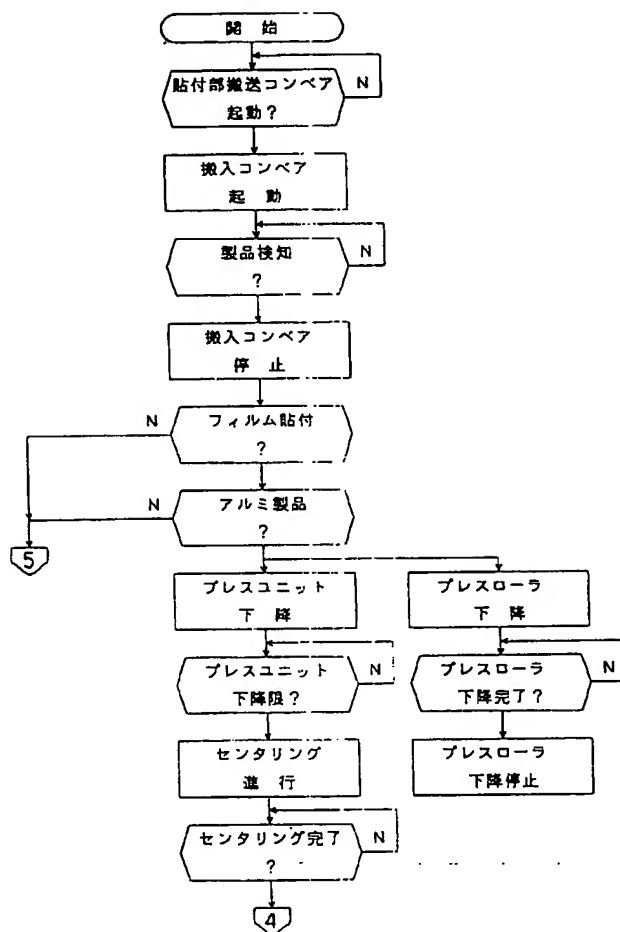 開始
貼付部搬送コンベア
起動?
N
搬入コンベア
起動
製品検知
?
N
搬入コンベア
停止
フィルム貼付
?
N
アルミ製品
?
N
5
プレスユニット
下降
プレスローラ
下降
プレスユニット
下降限?
N
プレスローラ
下降完了?
N
センタリング
進行
プレスローラ
下降停止
センタリング完了
?
N
4